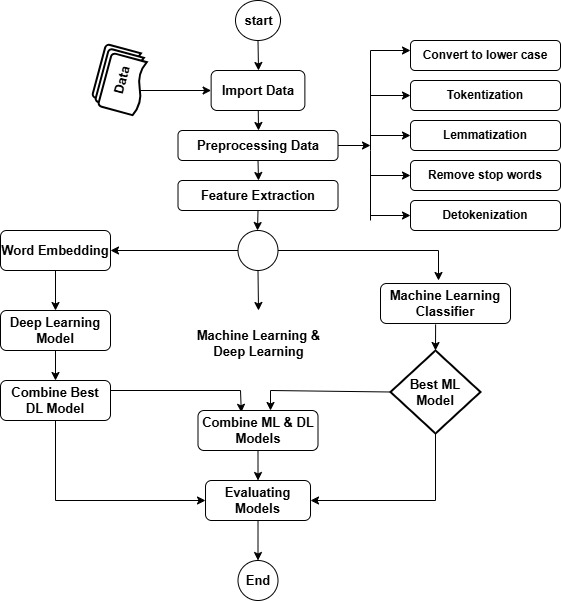 start
Data
Import Data
Convert to lower case
Tokentization
Preprocessing Data
Lemmatization
Remove stop words
Feature Extraction
Detokenization
Word Embedding
Machine Learning
Classifier
Deep Learning
Model
Machine Learning &
Deep Learning
Combine Best
DL Model
Best ML
Model
Combine ML & DL
Models
Evaluating
Models
End